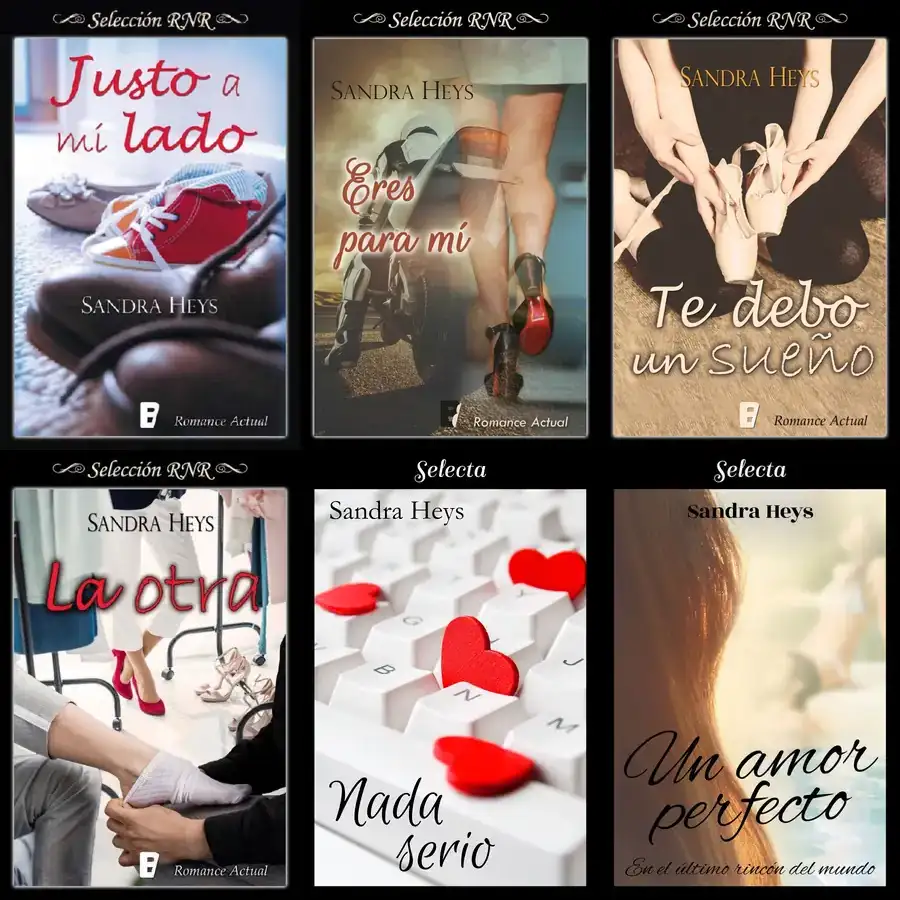 Selección RNR
Justo a
mi lado
SANDRA HEYS
B
Romance Actual
Selección RNR
SANDRA HEYS
Eres
para mí
B
Romance Actual
Selección RNR
SANDRA HEYS
Te debo
un sueño
B
Romance Actual
Selección RNR
SANDRA HEYS
La otra
B
Romance Actual
Selecta
Sandra Heys
Y
G
J
B
N
M
Nada
serio
Selecta
Sandra Heys
Un amor
perfecto
En el último rincón del mundo